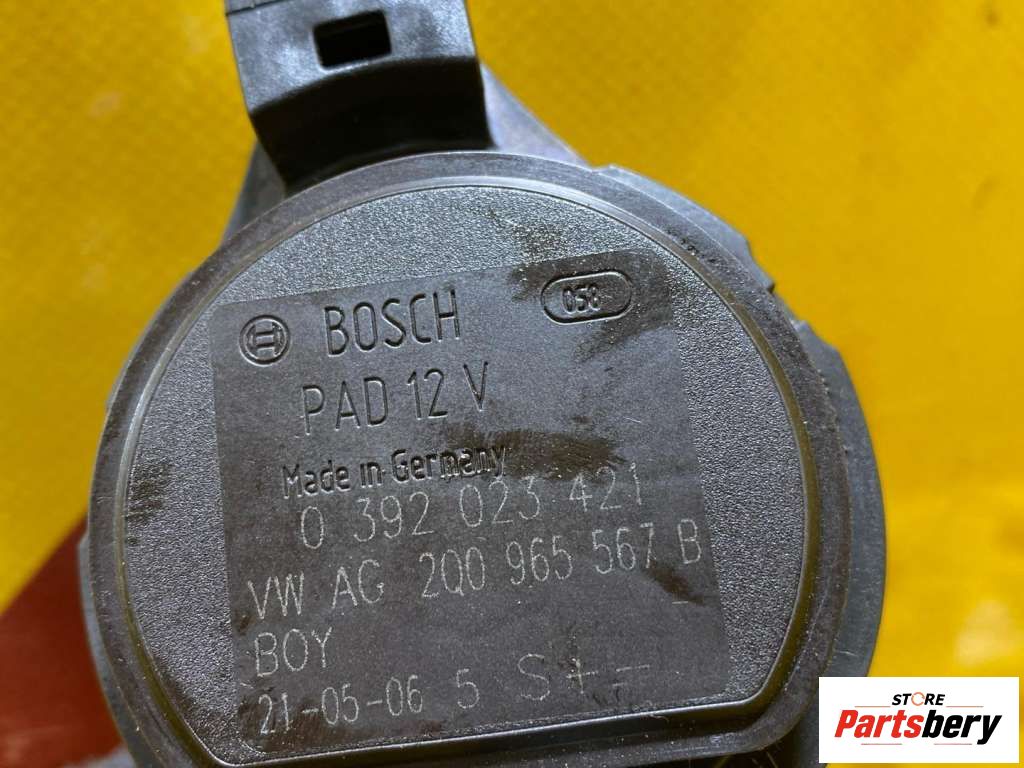 BOSCH 058
PAD 12 V
Made in Germany
0 392 023 421
VW AG 2Q0 965 567 B
BOY
21-05-06 5 S+-
STORE
Partsbery